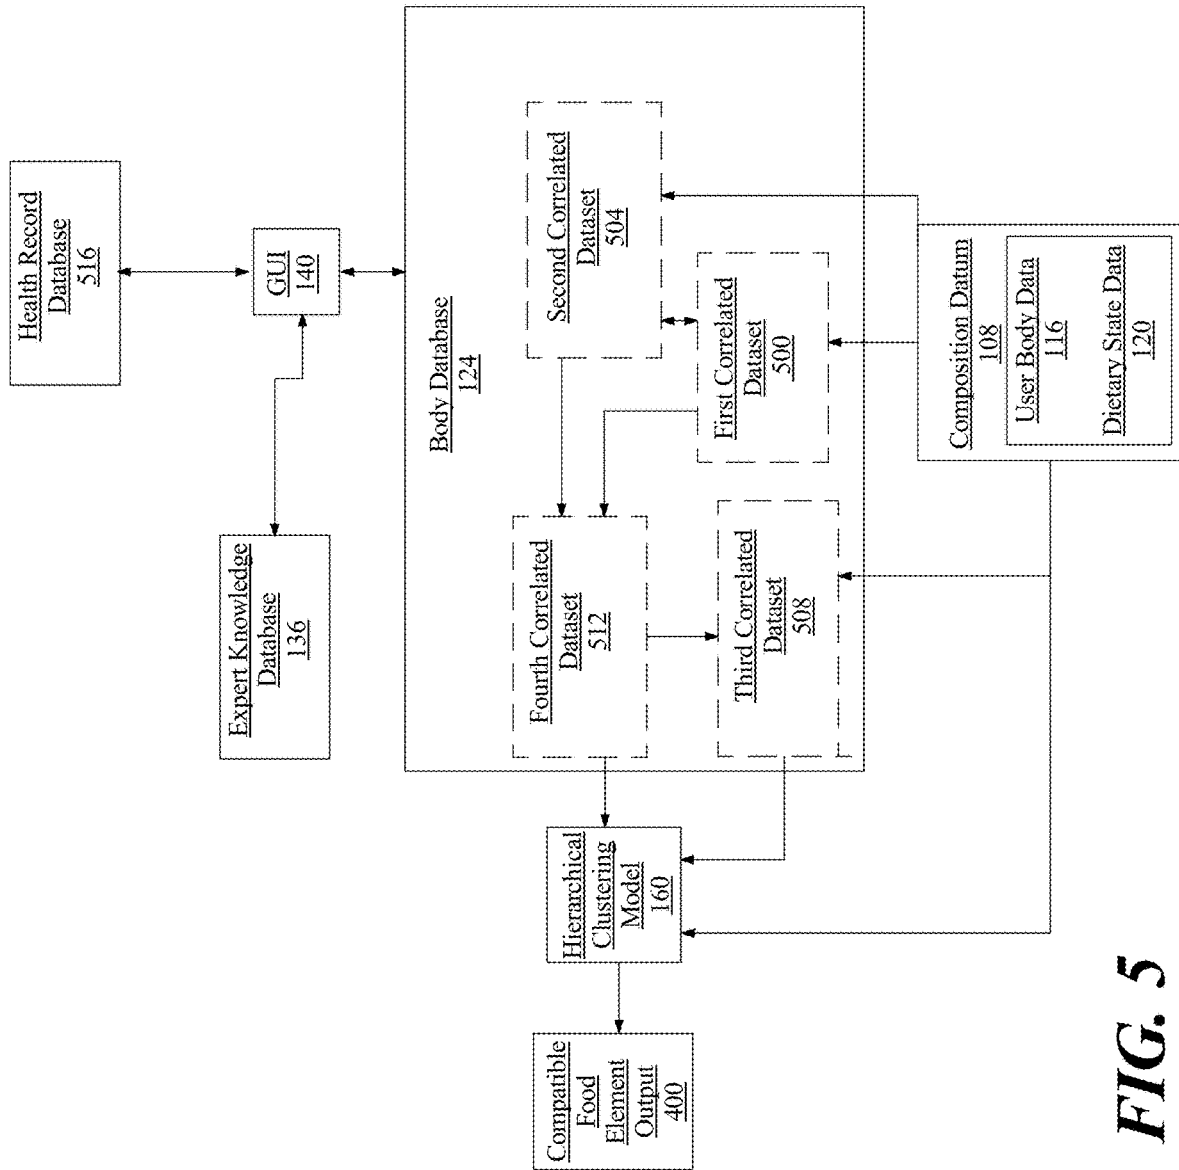 Health Record
Database
516
Expert Knowledge
Database
136
GUI
140
Body Database
124
Second Correlated
Dataset
504
Fourth Correlated
Dataset
512
First Correlated
Dataset
500
Third Correlated
Dataset
508
Hierarchical
Clustering
Model
160
Compatible
Food
Element
Output
400
Composition Datum
108
User Body Data
116
Dietary State Data
120
FIG. 5